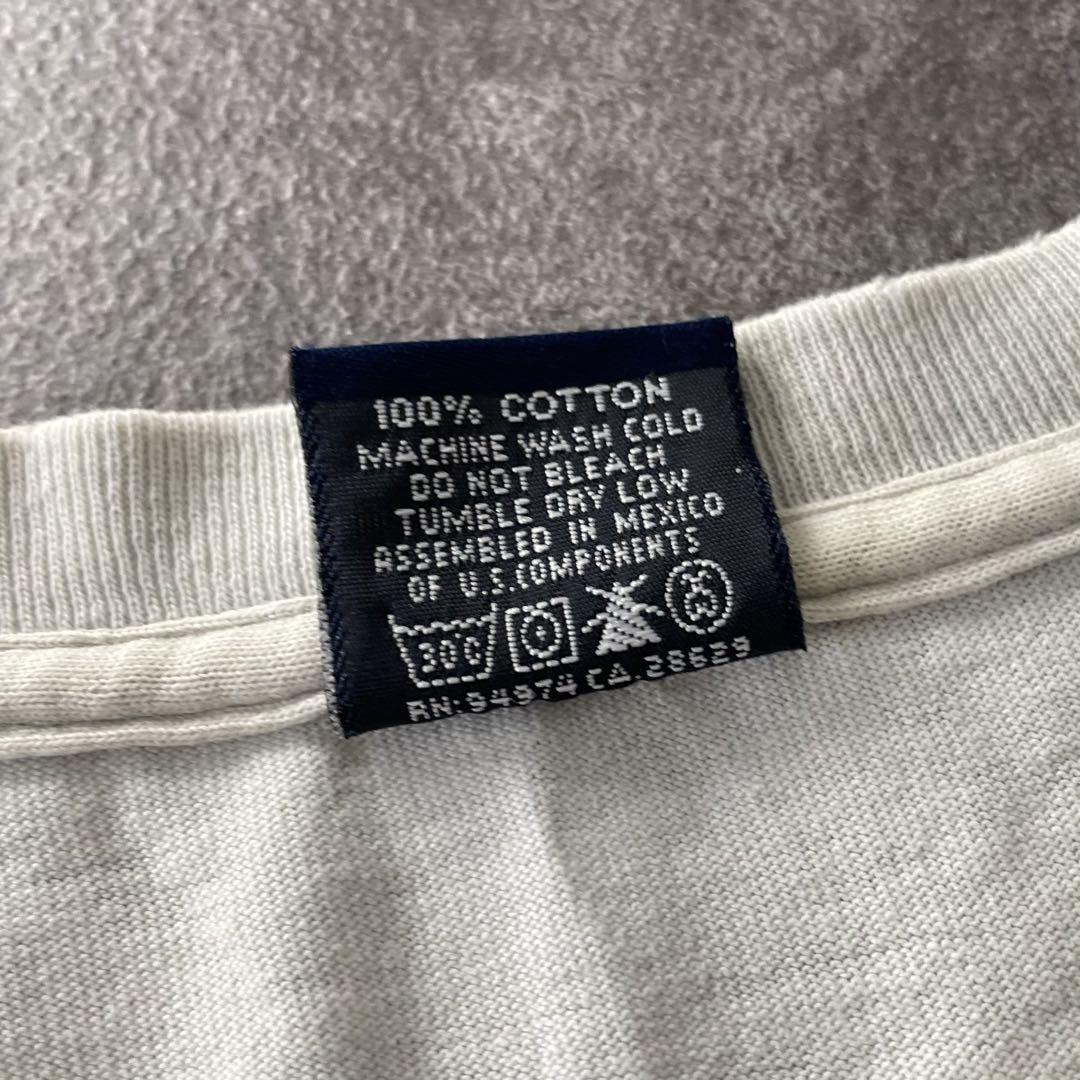 100% COTTON
MACHINE WASH COLD
DO NOT BLEACH
TUMBLE DRY LOW
ASSEMBLED IN MEXICO
OF U.S.COMPONENTS
30°C
RN:94974 CA.38629